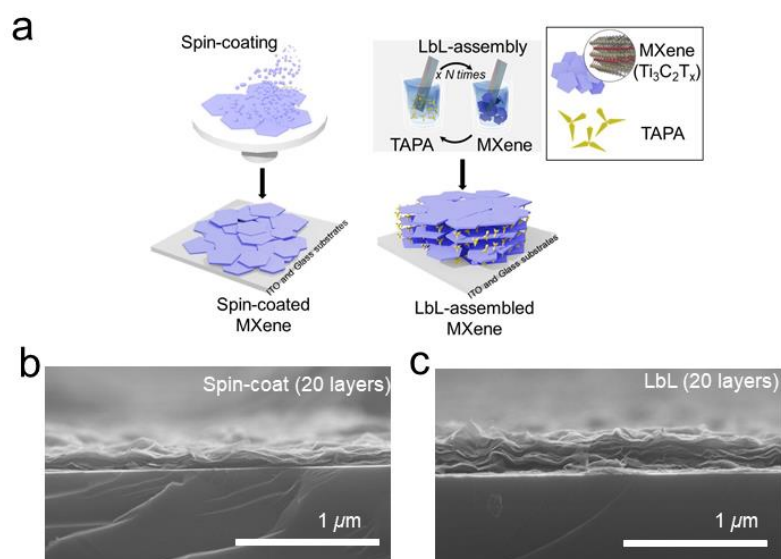 a
Spin-coating
LbL-assembly
x N times
TAPA
MXene
MXene
(Ti₃C₂Tₓ)
TAPA
ITO and Glass substrates
ITO and Glass substrates
Spin-coated
MXene
LbL-assembled
MXene
b
Spin-coat (20 layers)
1 µm
c
LbL (20 layers)
1 µm